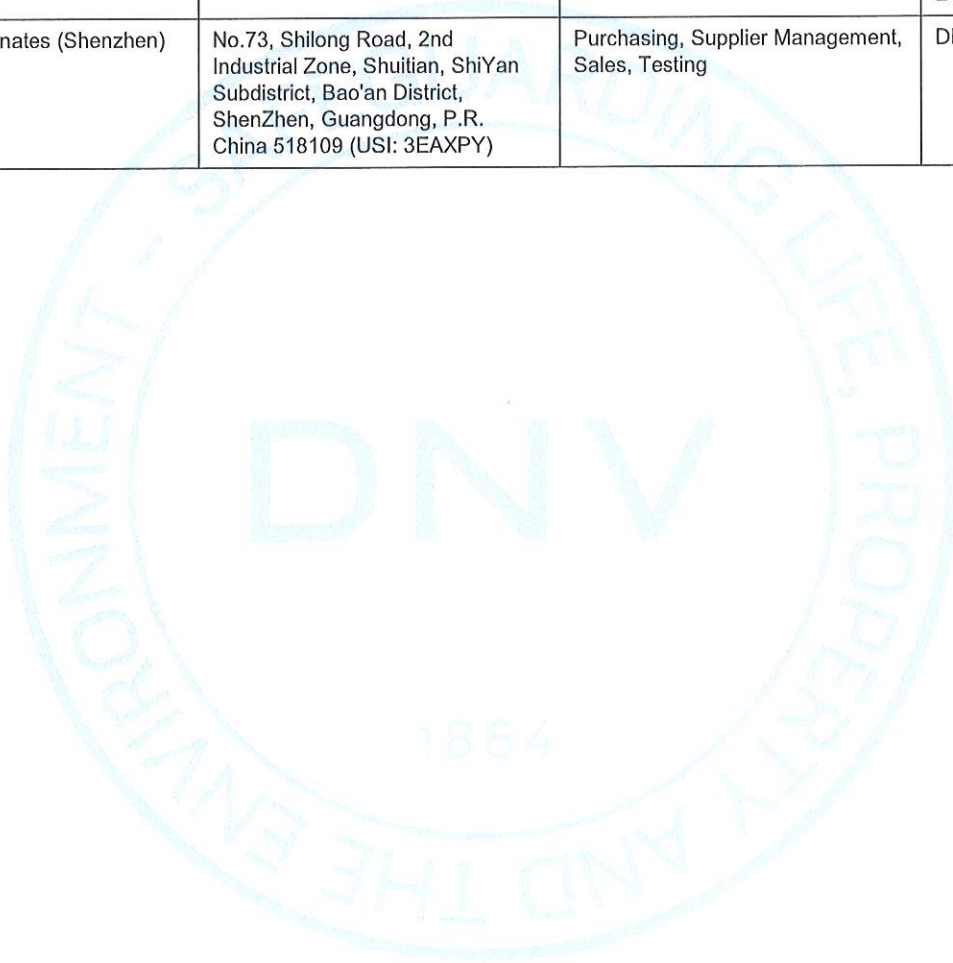 nates (Shenzhen)
No.73, Shilong Road, 2nd
Industrial Zone, Shuitian, ShiYan
Subdistrict, Bao'an District,
ShenZhen, Guangdong, P.R.
China 518109 (USI: 3EAXPY)
Purchasing, Supplier Management,
Sales, Testing
SAFEGUARDING LIFE, PROPERTY AND THE ENVIRONMENT -
DNV
1864